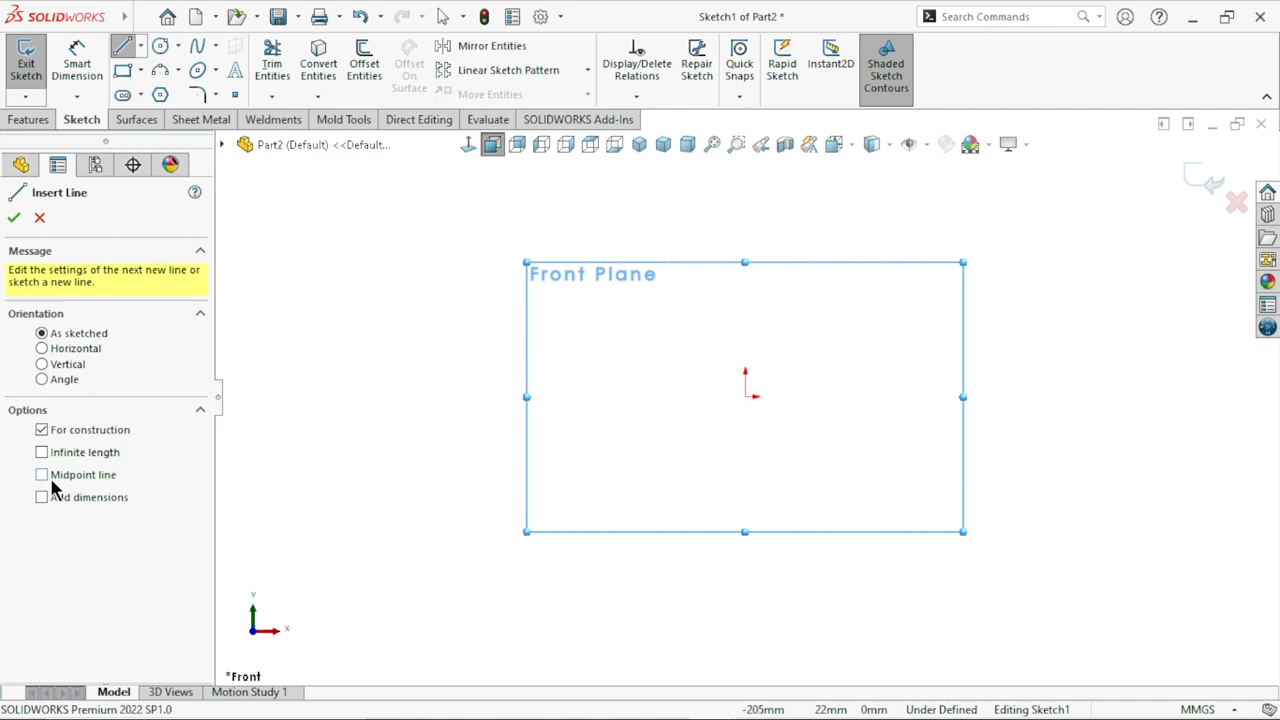 SOLIDWORKS
Part2 (Default) <<Default...
Sketch1 of Part2 *
Search Commands
Exit Sketch
Smart Dimension
Trim Entities
Convert Entities
Offset Entities
Offset On Surface
Mirror Entities
Linear Sketch Pattern
Move Entities
Display/Delete Relations
Repair Sketch
Quick Snaps
Rapid Sketch
Instant2D
Shaded Sketch Contours
Features
Sketch
Surfaces
Sheet Metal
Weldments
Mold Tools
Direct Editing
Evaluate
SOLIDWORKS Add-Ins
Insert Line
Message
Edit the settings of the next new line or
sketch a new line.
Orientation
As sketched
Horizontal
Vertical
Angle
Options
For construction
Infinite length
Midpoint line
Add dimensions
Front Plane
Y
X
*Front
Model
3D Views
Motion Study 1
SOLIDWORKS Premium 2022 SP1.0
-205mm
22mm
0mm
Under Defined
Editing Sketch1
MMGS